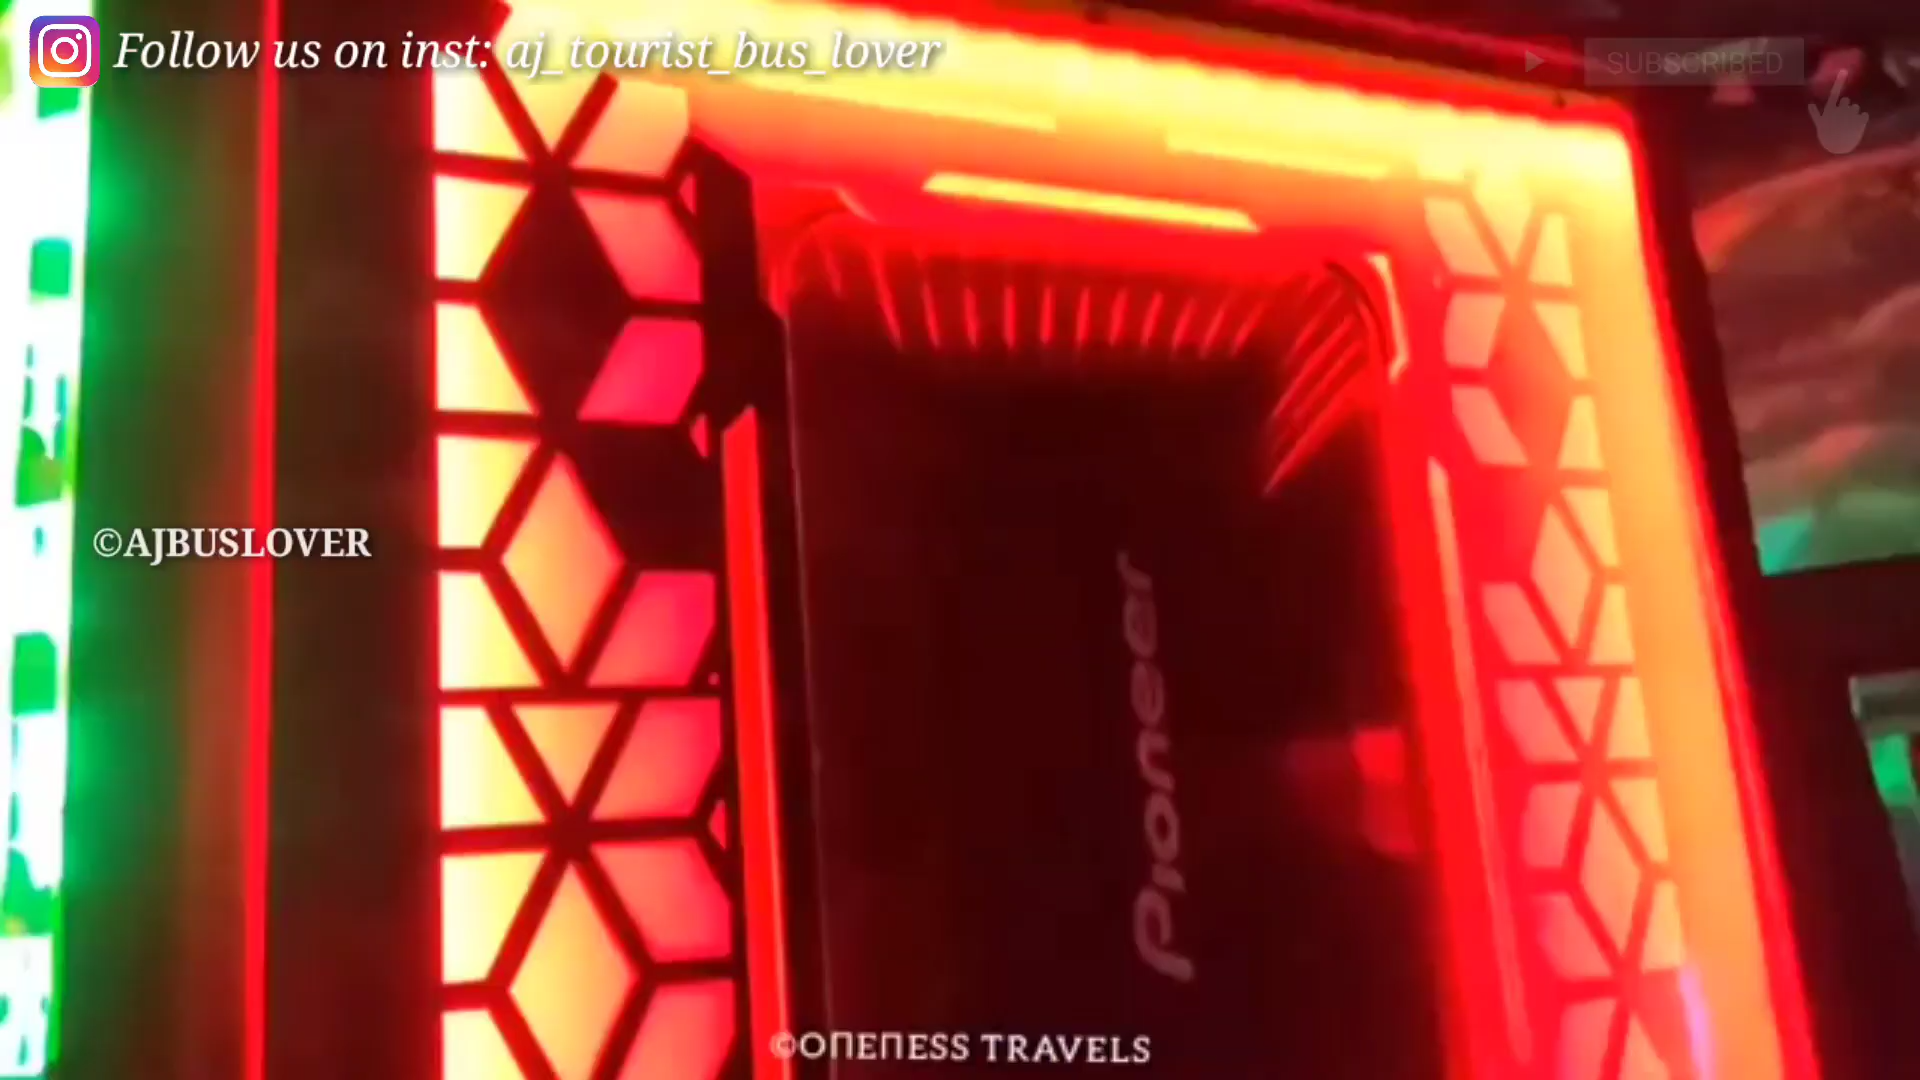 Follow us on inst: aj_tourist_bus_lover
SUBSCRIBED
©AJBUSLOVER
Pioneer
©ONENESS TRAVELS